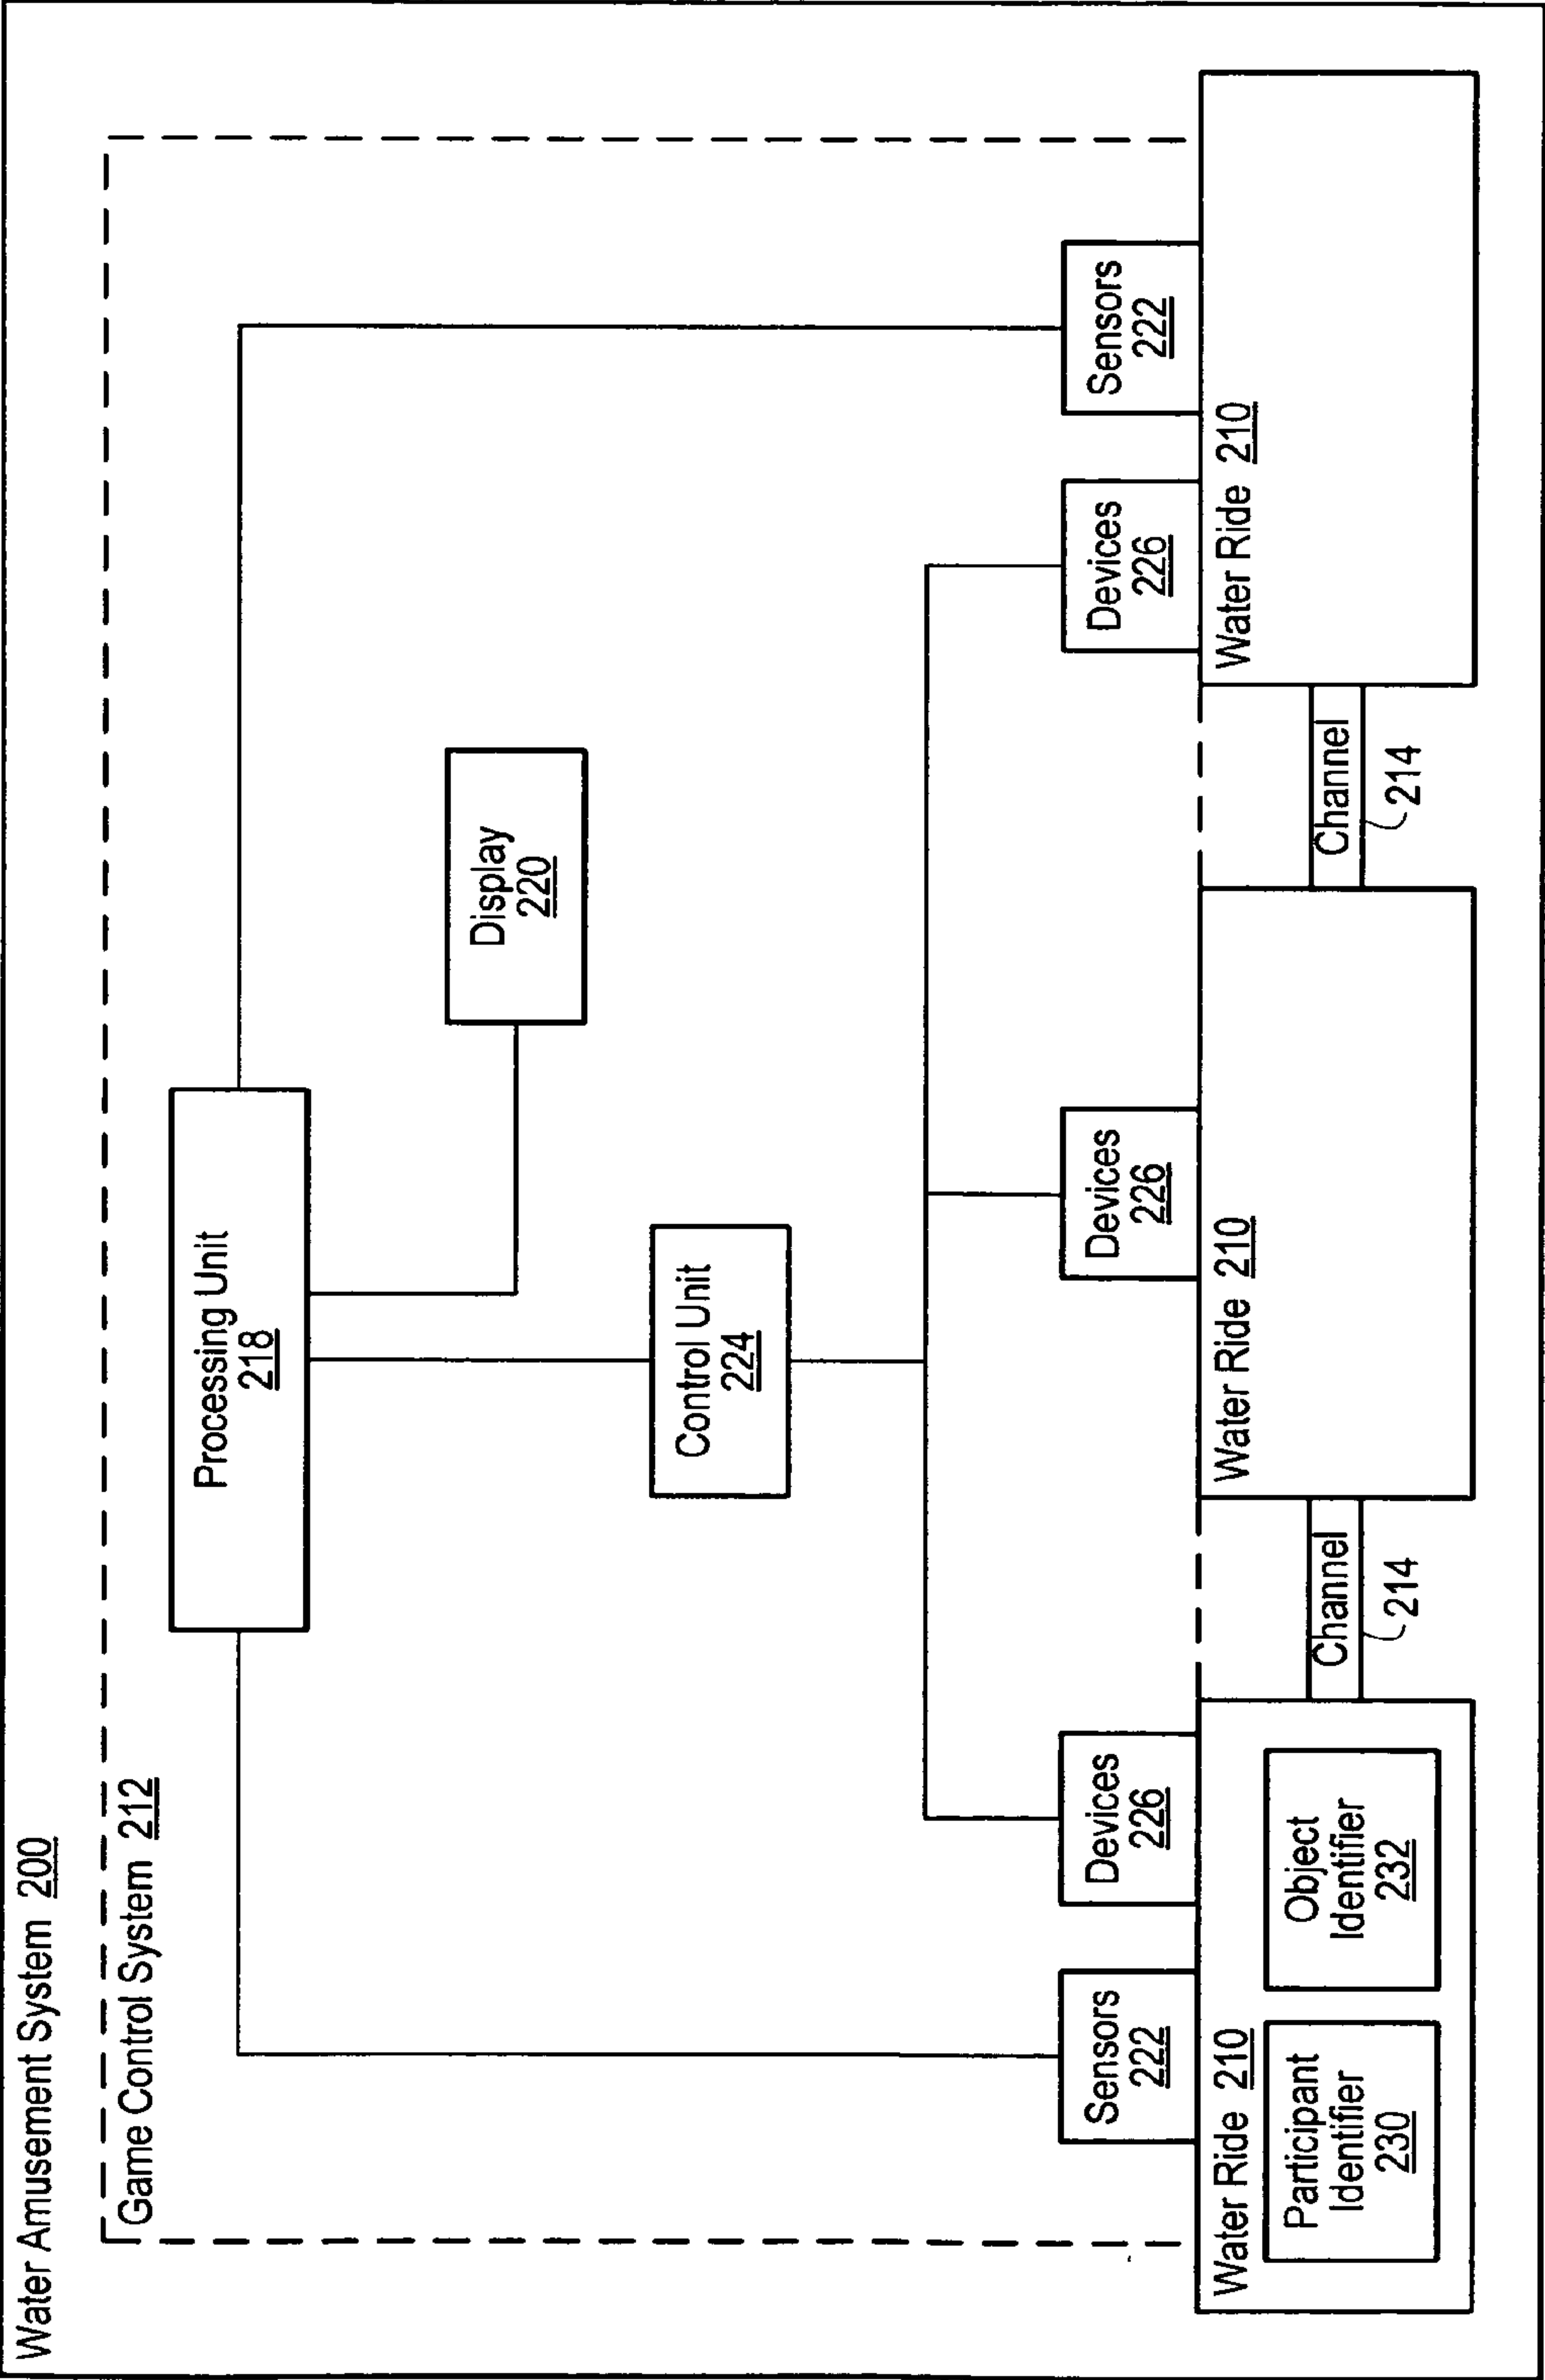 Water Amusement System 200
Game Control System 212
Processing Unit
218
Display
220
Control Unit
224
Sensors
222
Devices
226
Devices
226
Devices
226
Sensors
222
Water Ride 210
Participant
Identifier
230
Object
Identifier
232
Channel
214
Water Ride 210
Channel
214
Water Ride 210